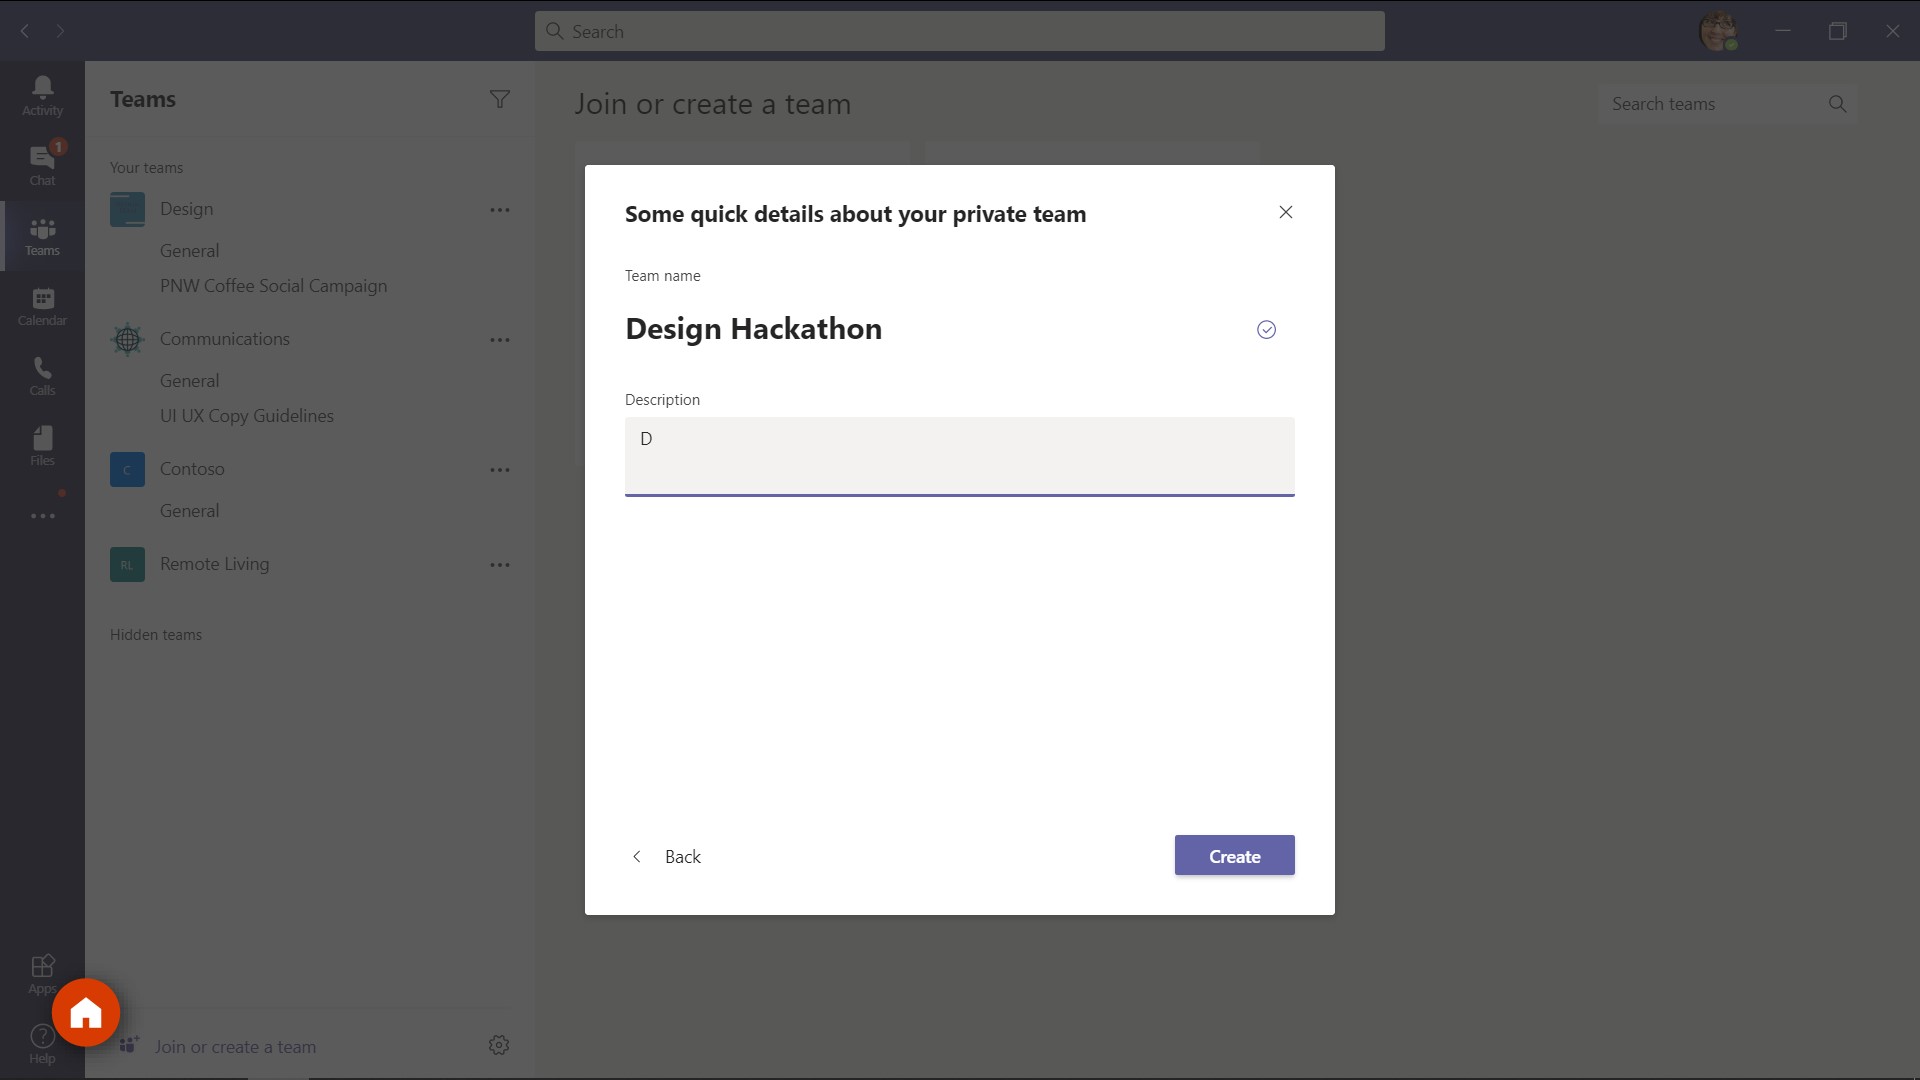 Search
Activity
1
Chat
Teams
Calendar
Calls
Files
Apps
Help
Teams
Your teams
Design
General
PNW Coffee Social Campaign
Communications
General
UI UX Copy Guidelines
C
Contoso
General
RL
Remote Living
Hidden teams
Join or create a team
Join or create a team
Search teams
Some quick details about your private team
Team name
Design Hackathon
Description
D
Back
Create